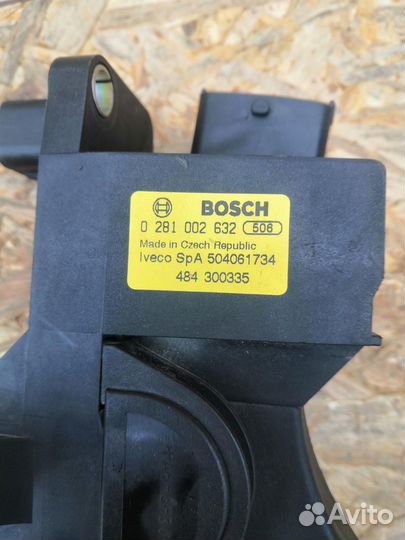 BOSCH
0 281 002 632 506
Made in Czech Republic
Iveco SpA 504061734
484 300335
Avito